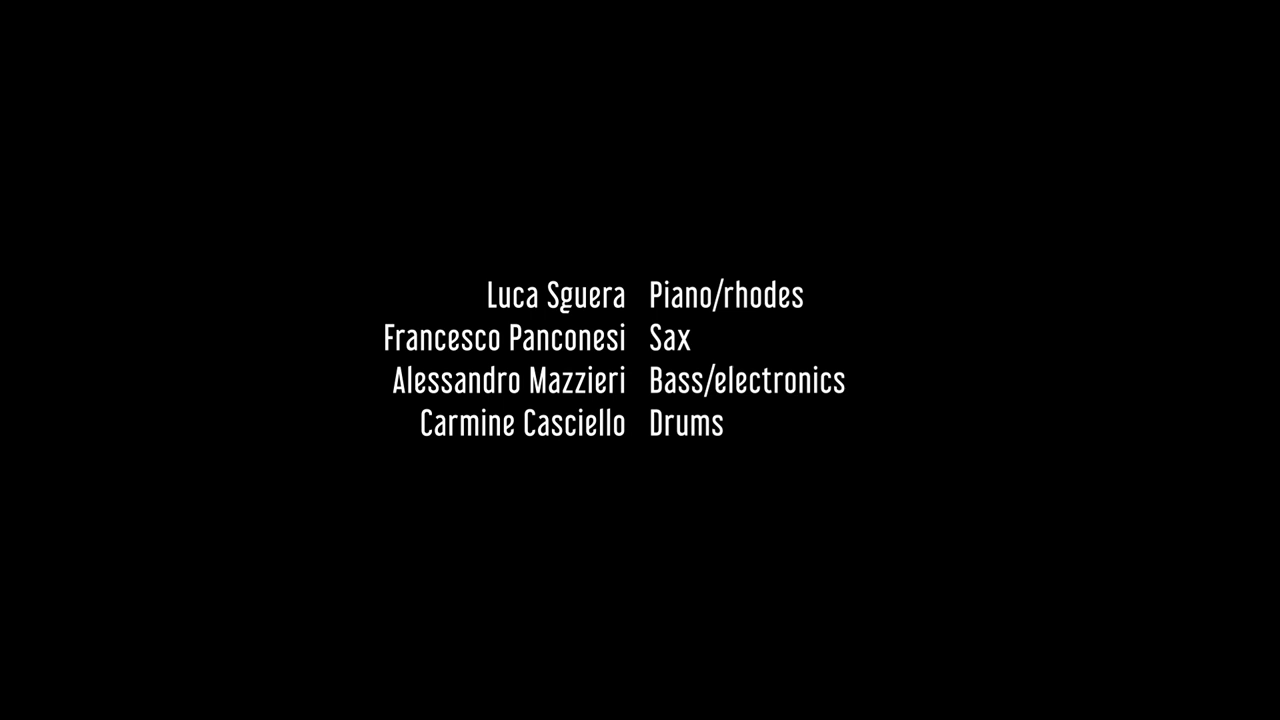 Luca Sguera Piano/rhodes
Francesco Panconesi Sax
Alessandro Mazzieri Bass/electronics
Carmine Casciello Drums